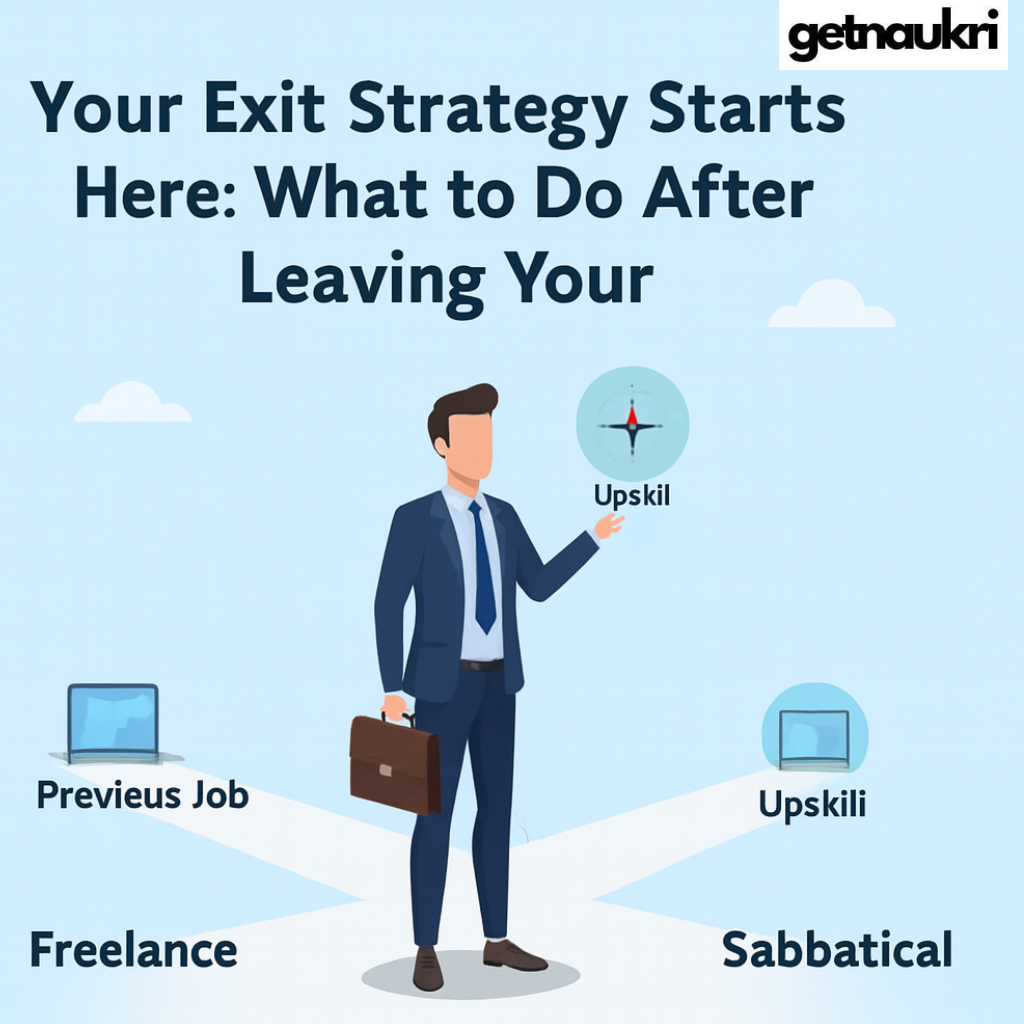 getnaukri
Your Exit Strategy Starts
Here: What to Do After
Leaving Your
Upskil
Previeus Job
Upskili
Freelance
Sabbatical